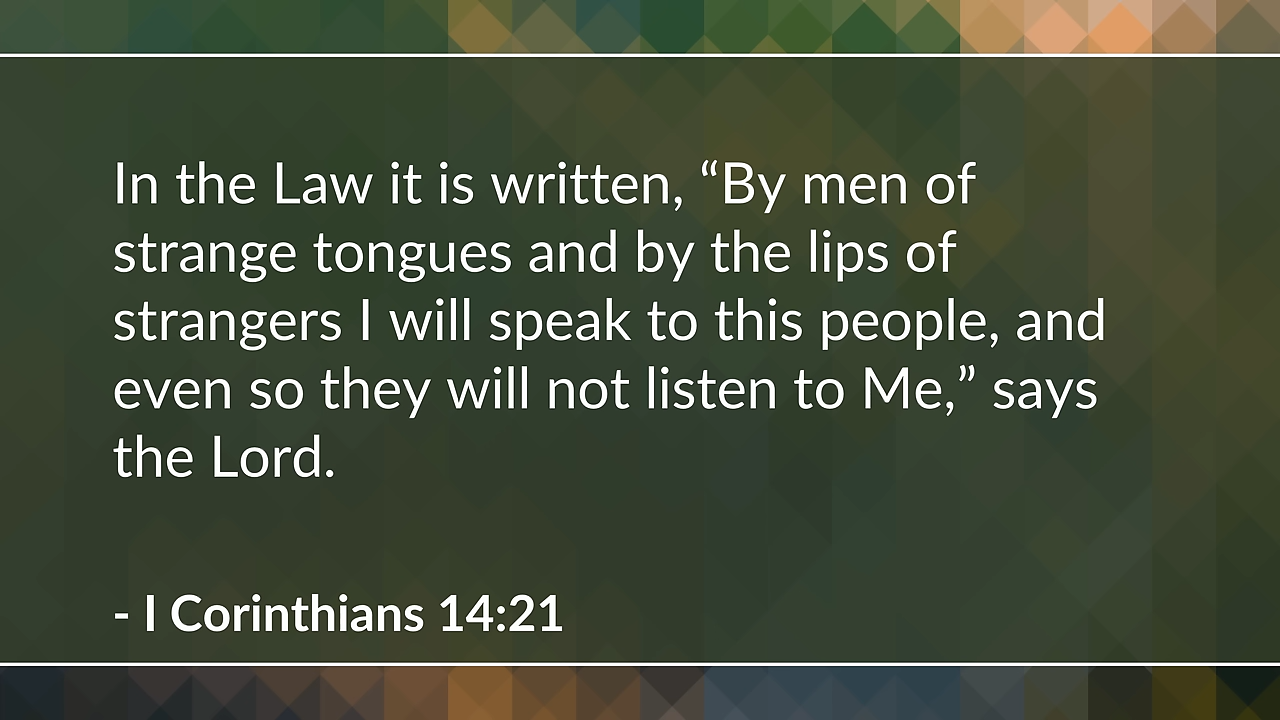 In the Law it is written, “By men of
strange tongues and by the lips of
strangers I will speak to this people, and
even so they will not listen to Me,” says
the Lord.
- I Corinthians 14:21